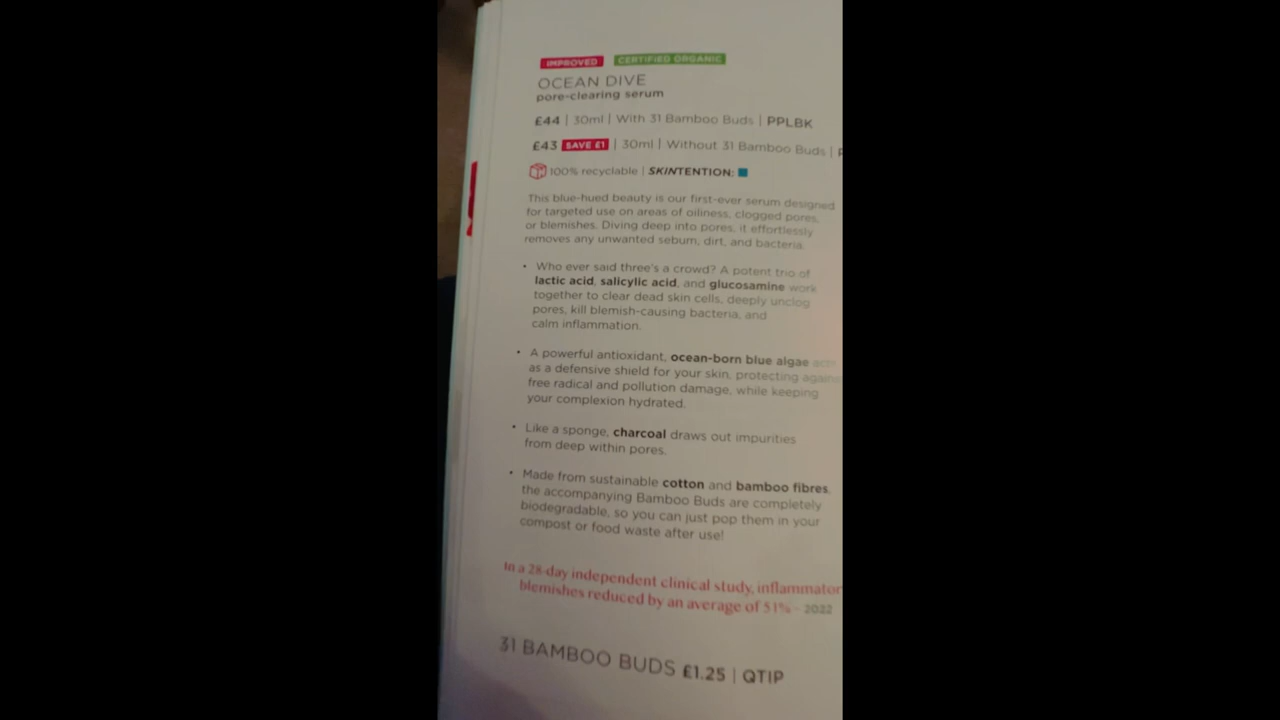 IMPROVED CERTIFIED ORGANIC
OCEAN DIVE
pore-clearing serum
£44 | 30ml | With 31 Bamboo Buds | PPLBK
£43 SAVE £1 | 30ml | Without 31 Bamboo Buds |
100% recyclable | SKINTENTION:
This blue-hued beauty is our first-ever serum designed
for targeted use on areas of oiliness, clogged pores,
or blemishes. Diving deep into pores, it effortlessly
removes any unwanted sebum, dirt, and bacteria.
• Who ever said three's a crowd? A potent trio of
lactic acid, salicylic acid, and glucosamine work
together to clear dead skin cells, deeply unclog
pores, kill blemish-causing bacteria, and
calm inflammation.
• A powerful antioxidant, ocean-born blue algae acts
as a defensive shield for your skin, protecting agains
free radical and pollution damage, while keeping
your complexion hydrated.
• Like a sponge, charcoal draws out impurities
from deep within pores.
• Made from sustainable cotton and bamboo fibres,
the accompanying Bamboo Buds are completely
biodegradable, so you can just pop them in your
compost or food waste after use!
In a 28-day independent clinical study, inflammator
blemishes reduced by an average of 51% - 2022
31 BAMBOO BUDS £1.25 | QTIP